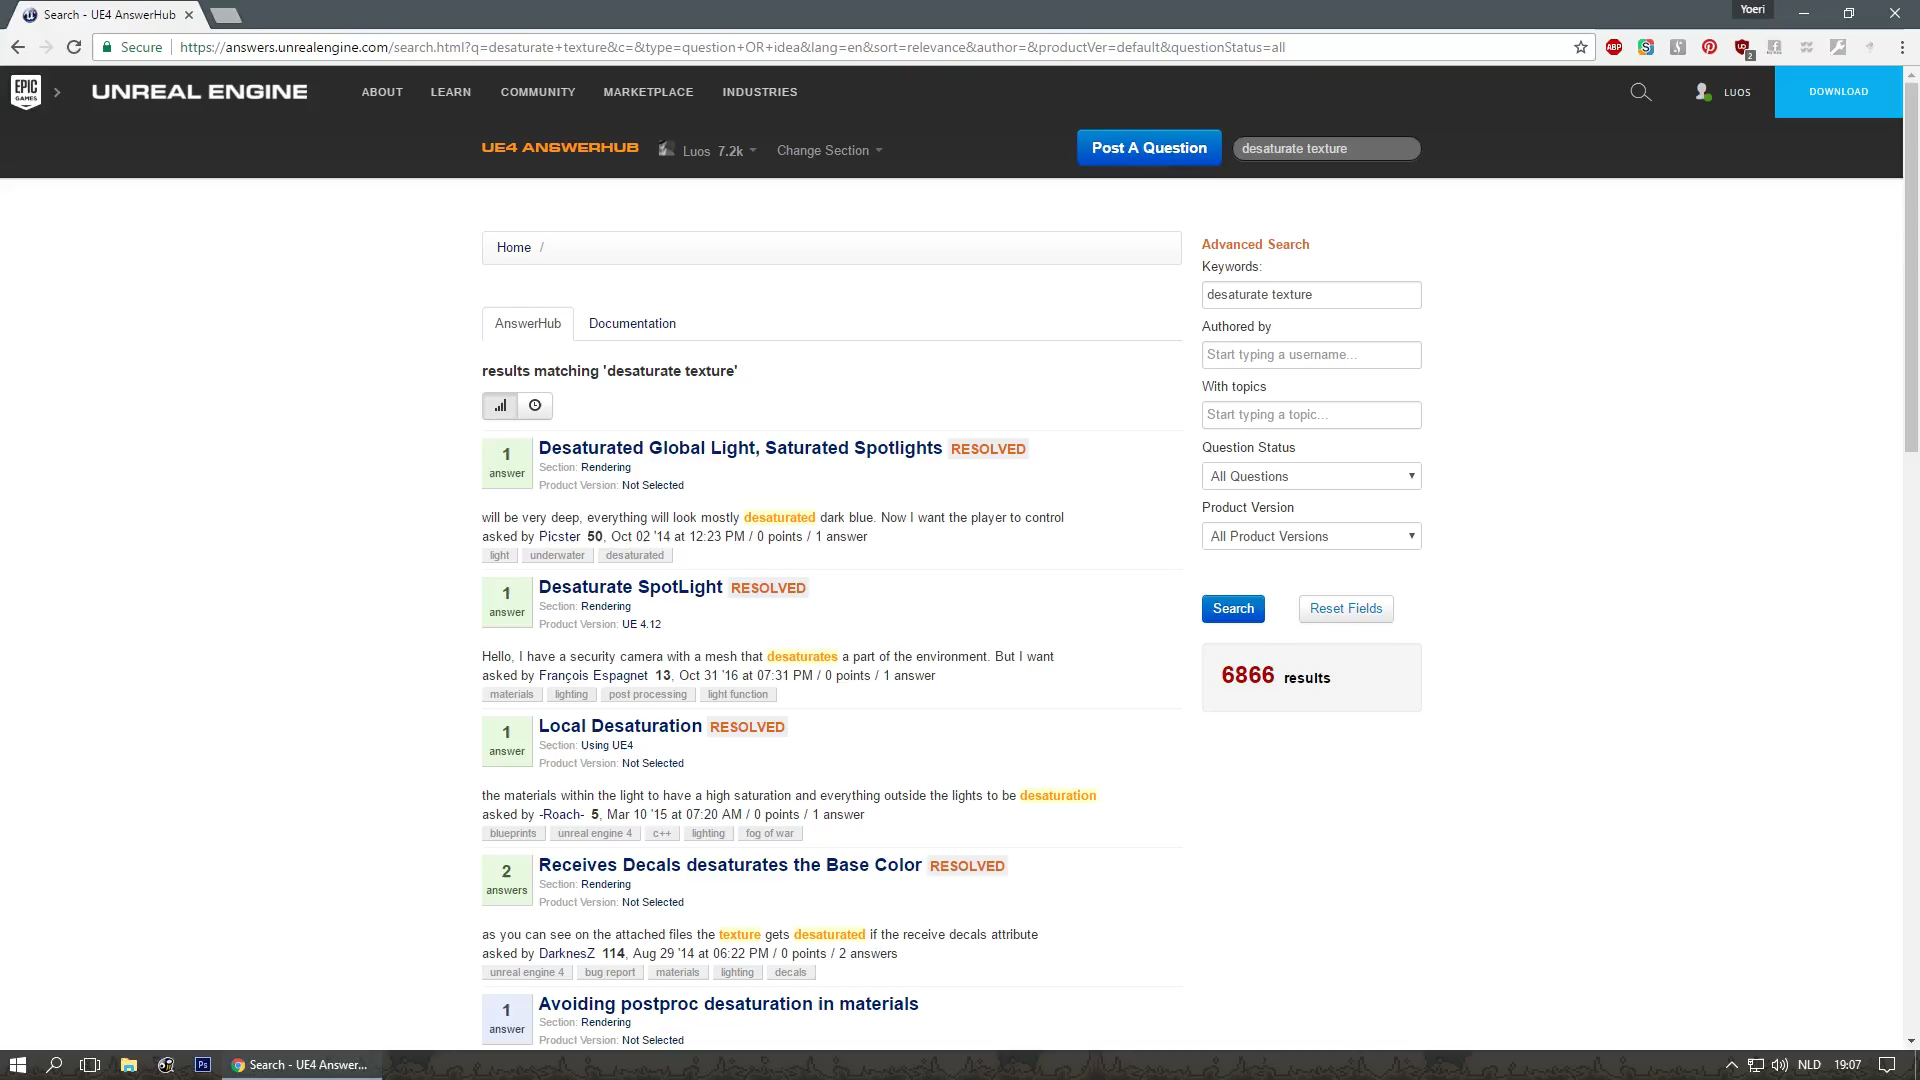 Search - UE4 AnswerHub
Yoeri
Secure
https://answers.unrealengine.com/search.html?q=desaturate+texture&c=&type=question+OR+idea&lang=en&sort=relevance&author=&productVer=default&questionStatus=all
ABP
2
EPIC GAMES
UNREAL ENGINE
ABOUT
LEARN
COMMUNITY
MARKETPLACE
INDUSTRIES
LUOS
DOWNLOAD
UE4 ANSWERHUB
Luos 7.2k
Change Section
Post A Question
desaturate texture
Home /
AnswerHub
Documentation
results matching 'desaturate texture'
1 answer
Desaturated Global Light, Saturated Spotlights RESOLVED
Section: Rendering
Product Version: Not Selected
will be very deep, everything will look mostly desaturated dark blue. Now I want the player to control
asked by Picster 50, Oct 02 '14 at 12:23 PM / 0 points / 1 answer
light underwater desaturated
1 answer
Desaturate SpotLight RESOLVED
Section: Rendering
Product Version: UE 4.12
Hello, I have a security camera with a mesh that desaturates a part of the environment. But I want
asked by François Espagnet 13, Oct 31 '16 at 07:31 PM / 0 points / 1 answer
materials lighting post processing light function
1 answer
Local Desaturation RESOLVED
Section: Using UE4
Product Version: Not Selected
the materials within the light to have a high saturation and everything outside the lights to be desaturation
asked by -Roach- 5, Mar 10 '15 at 07:20 AM / 0 points / 1 answer
blueprints unreal engine 4 c++ lighting fog of war
2 answers
Receives Decals desaturates the Base Color RESOLVED
Section: Rendering
Product Version: Not Selected
as you can see on the attached files the texture gets desaturated if the receive decals attribute
asked by DarknesZ 114, Aug 29 '14 at 06:22 PM / 0 points / 2 answers
unreal engine 4 bug report materials lighting decals
1 answer
Avoiding postproc desaturation in materials
Section: Rendering
Product Version: Not Selected
Advanced Search
Keywords:
desaturate texture
Authored by
Start typing a username...
With topics
Start typing a topic...
Question Status
All Questions
Product Version
All Product Versions
Search
Reset Fields
6866 results
Ps
Search - UE4 Answer...
NLD
19:07